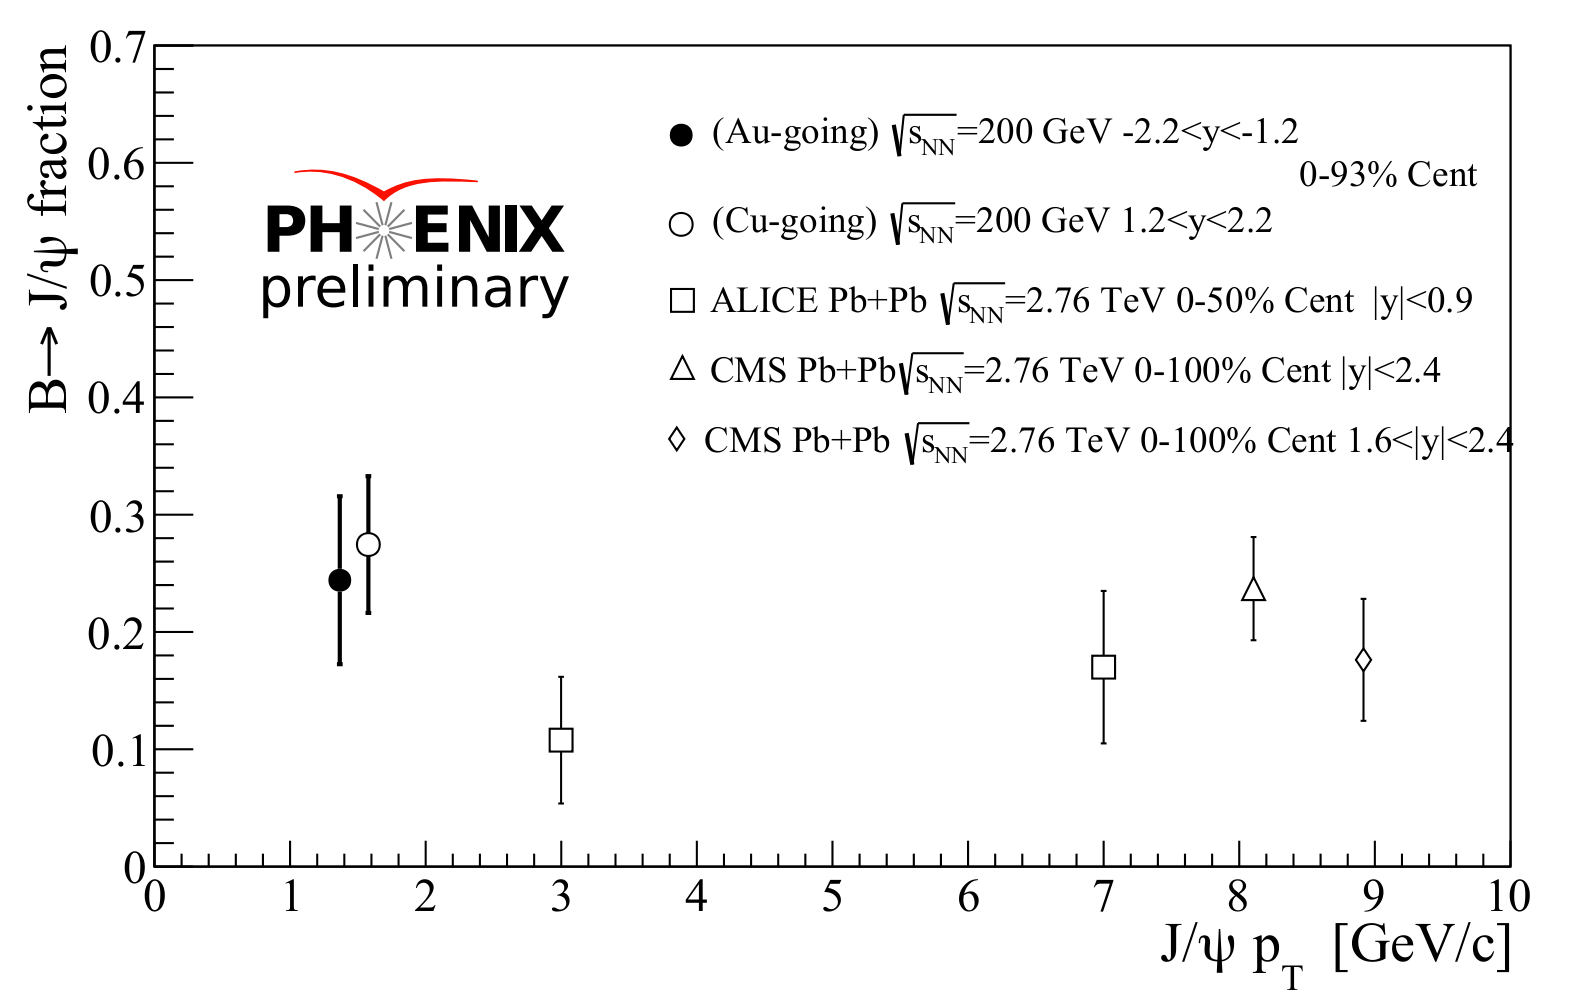 B→ J/ψ fraction
0.7
0.6
0.5
0.4
0.3
0.2
0.1
0
PHENIX
preliminary
(Au-going) √sNN=200 GeV -2.2<y<-1.2
0-93% Cent
(Cu-going) √sNN=200 GeV 1.2<y<2.2
ALICE Pb+Pb √sNN=2.76 TeV 0-50% Cent |y|<0.9
CMS Pb+Pb√sNN=2.76 TeV 0-100% Cent |y|<2.4
CMS Pb+Pb √sNN=2.76 TeV 0-100% Cent 1.6<|y|<2.4
0 1 2 3 4 5 6 7 8 9 10
J/ψ pT [GeV/c]